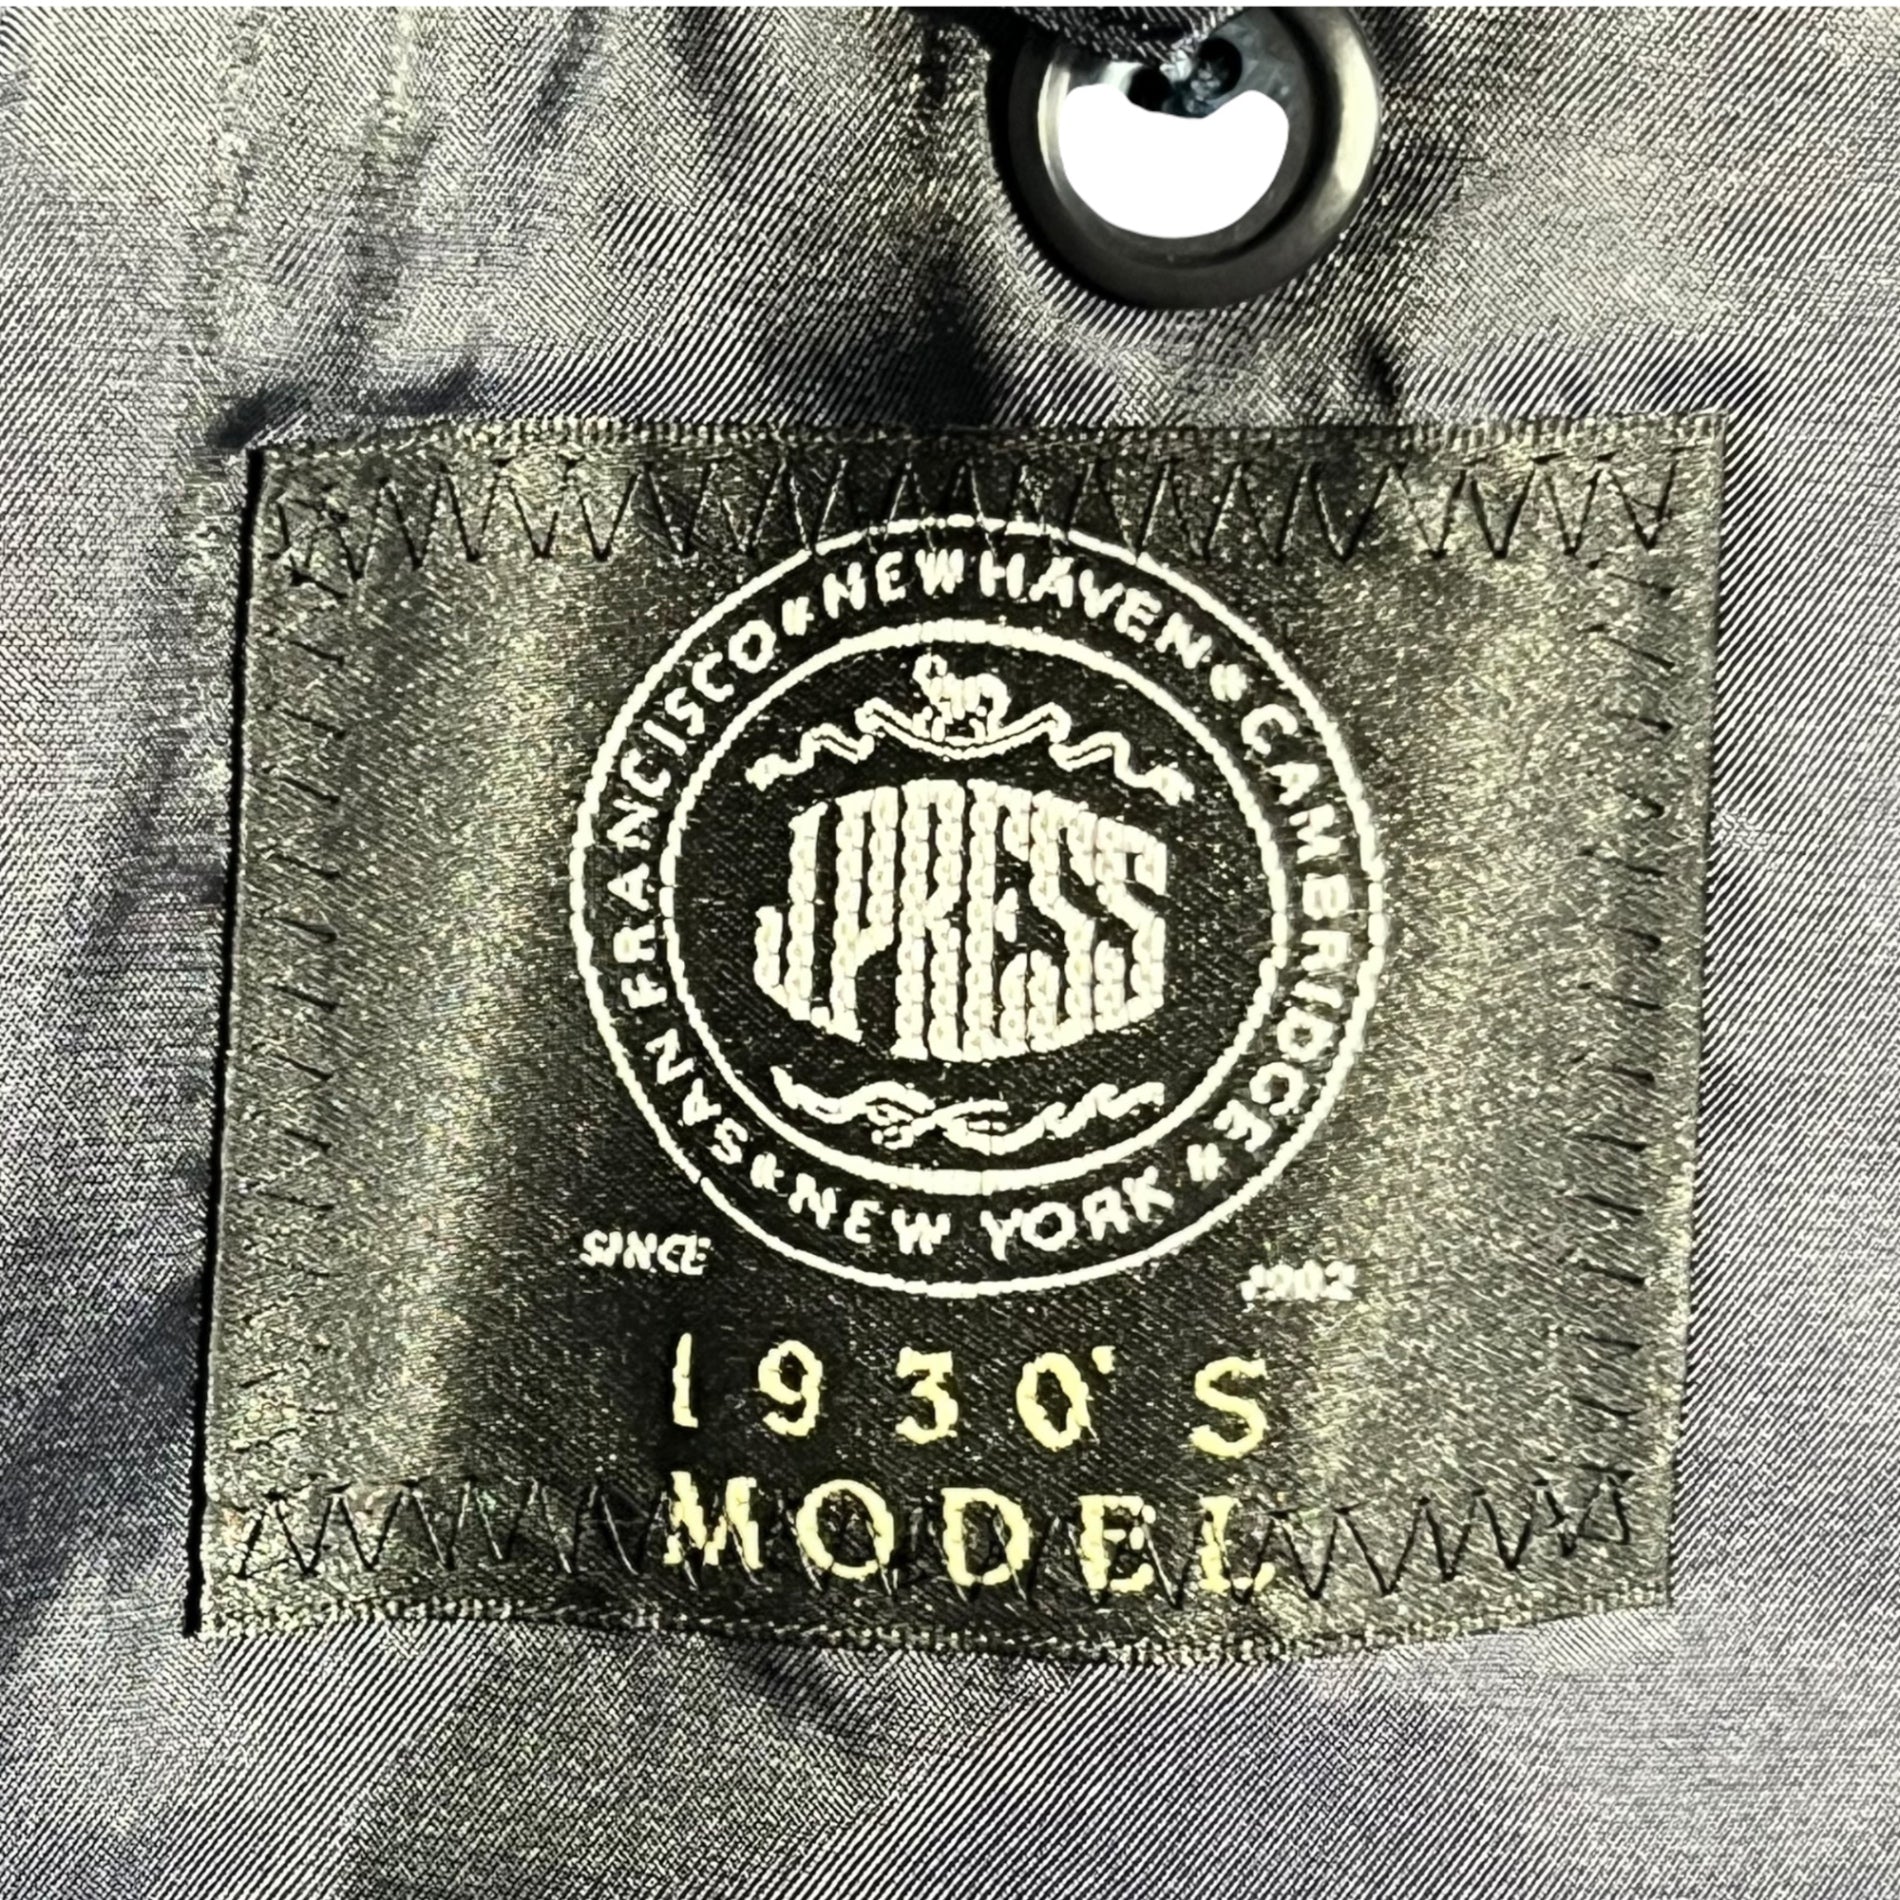 NEW HAVEN * CAMBRIDGE * NEW YORK * SAN FRANCISCO *
J.PRESS
SINCE 1902
1930'S
MODEL